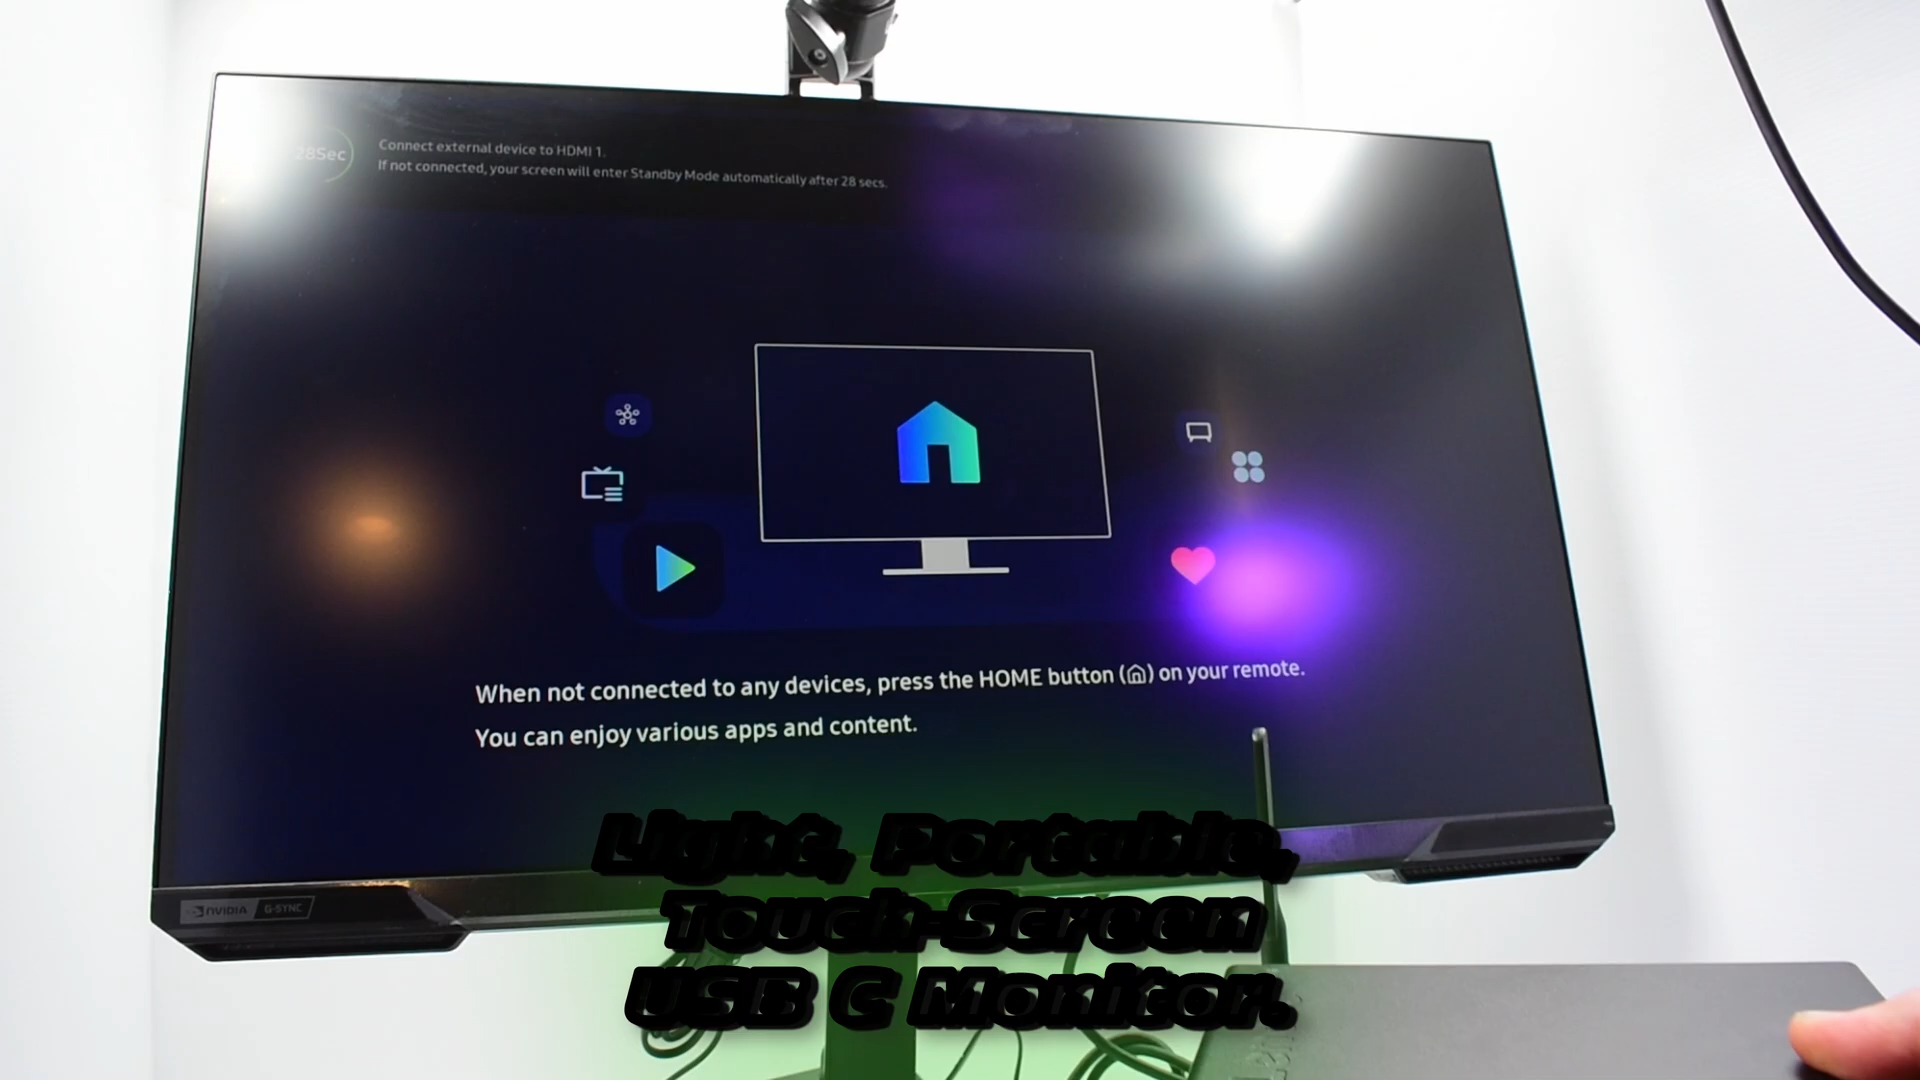 28Sec
Connect external device to HDMI 1.
If not connected, your screen will enter Standby Mode automatically after 28 secs.
When not connected to any devices, press the HOME button () on your remote.
You can enjoy various apps and content.
NVIDIA G-SYNC
Light, Portable,
Touch-Screen
USB C Monitor.